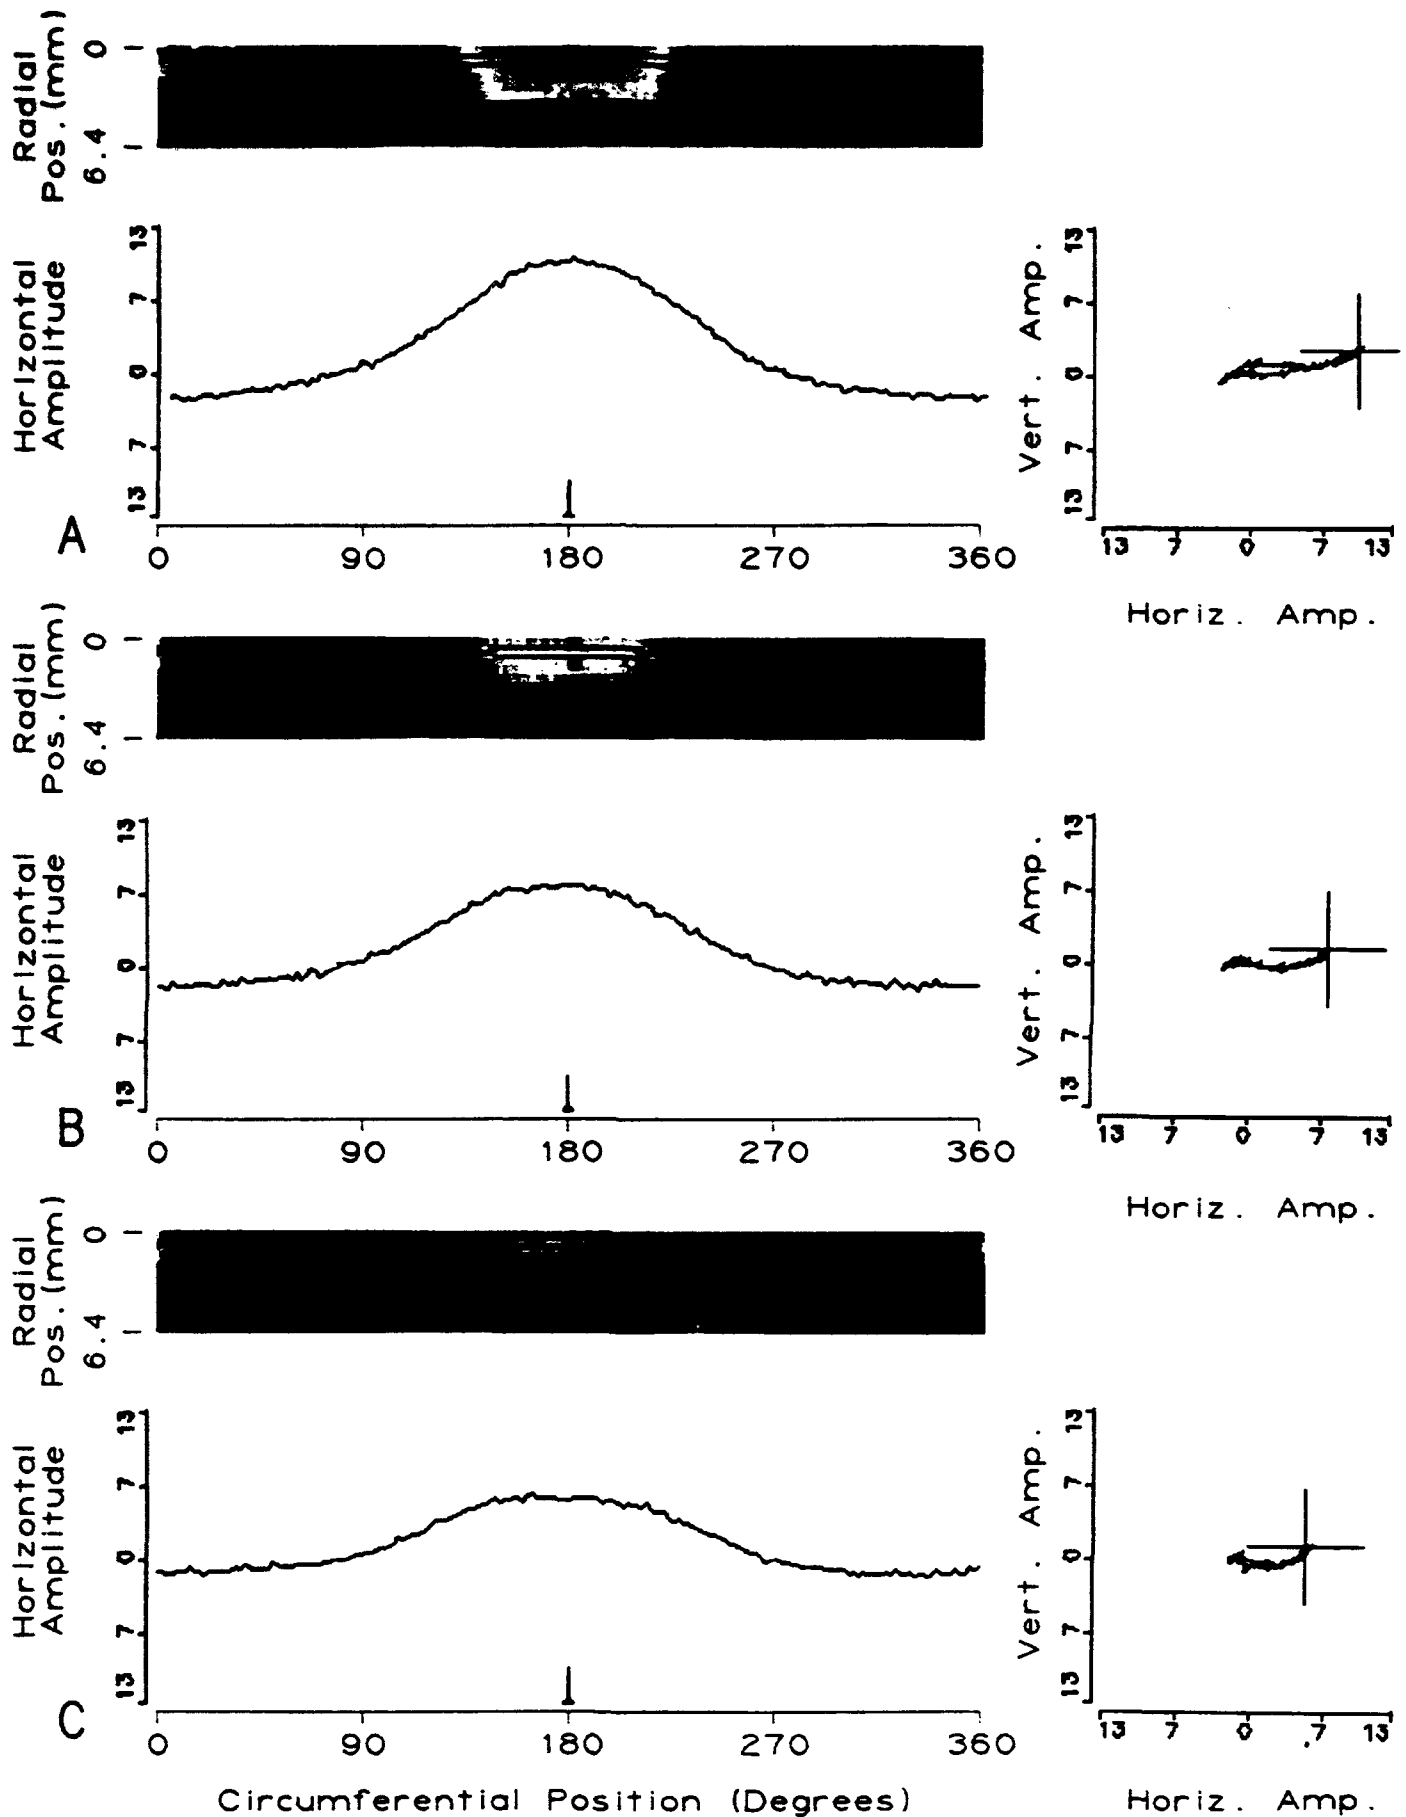 Radial
Pos.(mm)
0
6.4
Horizontal
Amplitude
13
7
0
7
13
A
0 90 180 270 360
Vert. Amp.
13
7
0
7
13
13 7 0 7 13
Horiz. Amp.
Radial
Pos.(mm)
0
6.4
Horizontal
Amplitude
13
7
0
7
13
B
0 90 180 270 360
Vert. Amp.
13
7
0
7
13
13 7 0 7 13
Horiz. Amp.
Radial
Pos.(mm)
0
6.4
Horizontal
Amplitude
13
7
0
7
13
C
0 90 180 270 360
Circumferential Position (Degrees)
Vert. Amp.
13
7
0
7
13
13 7 0 .7 13
Horiz. Amp.